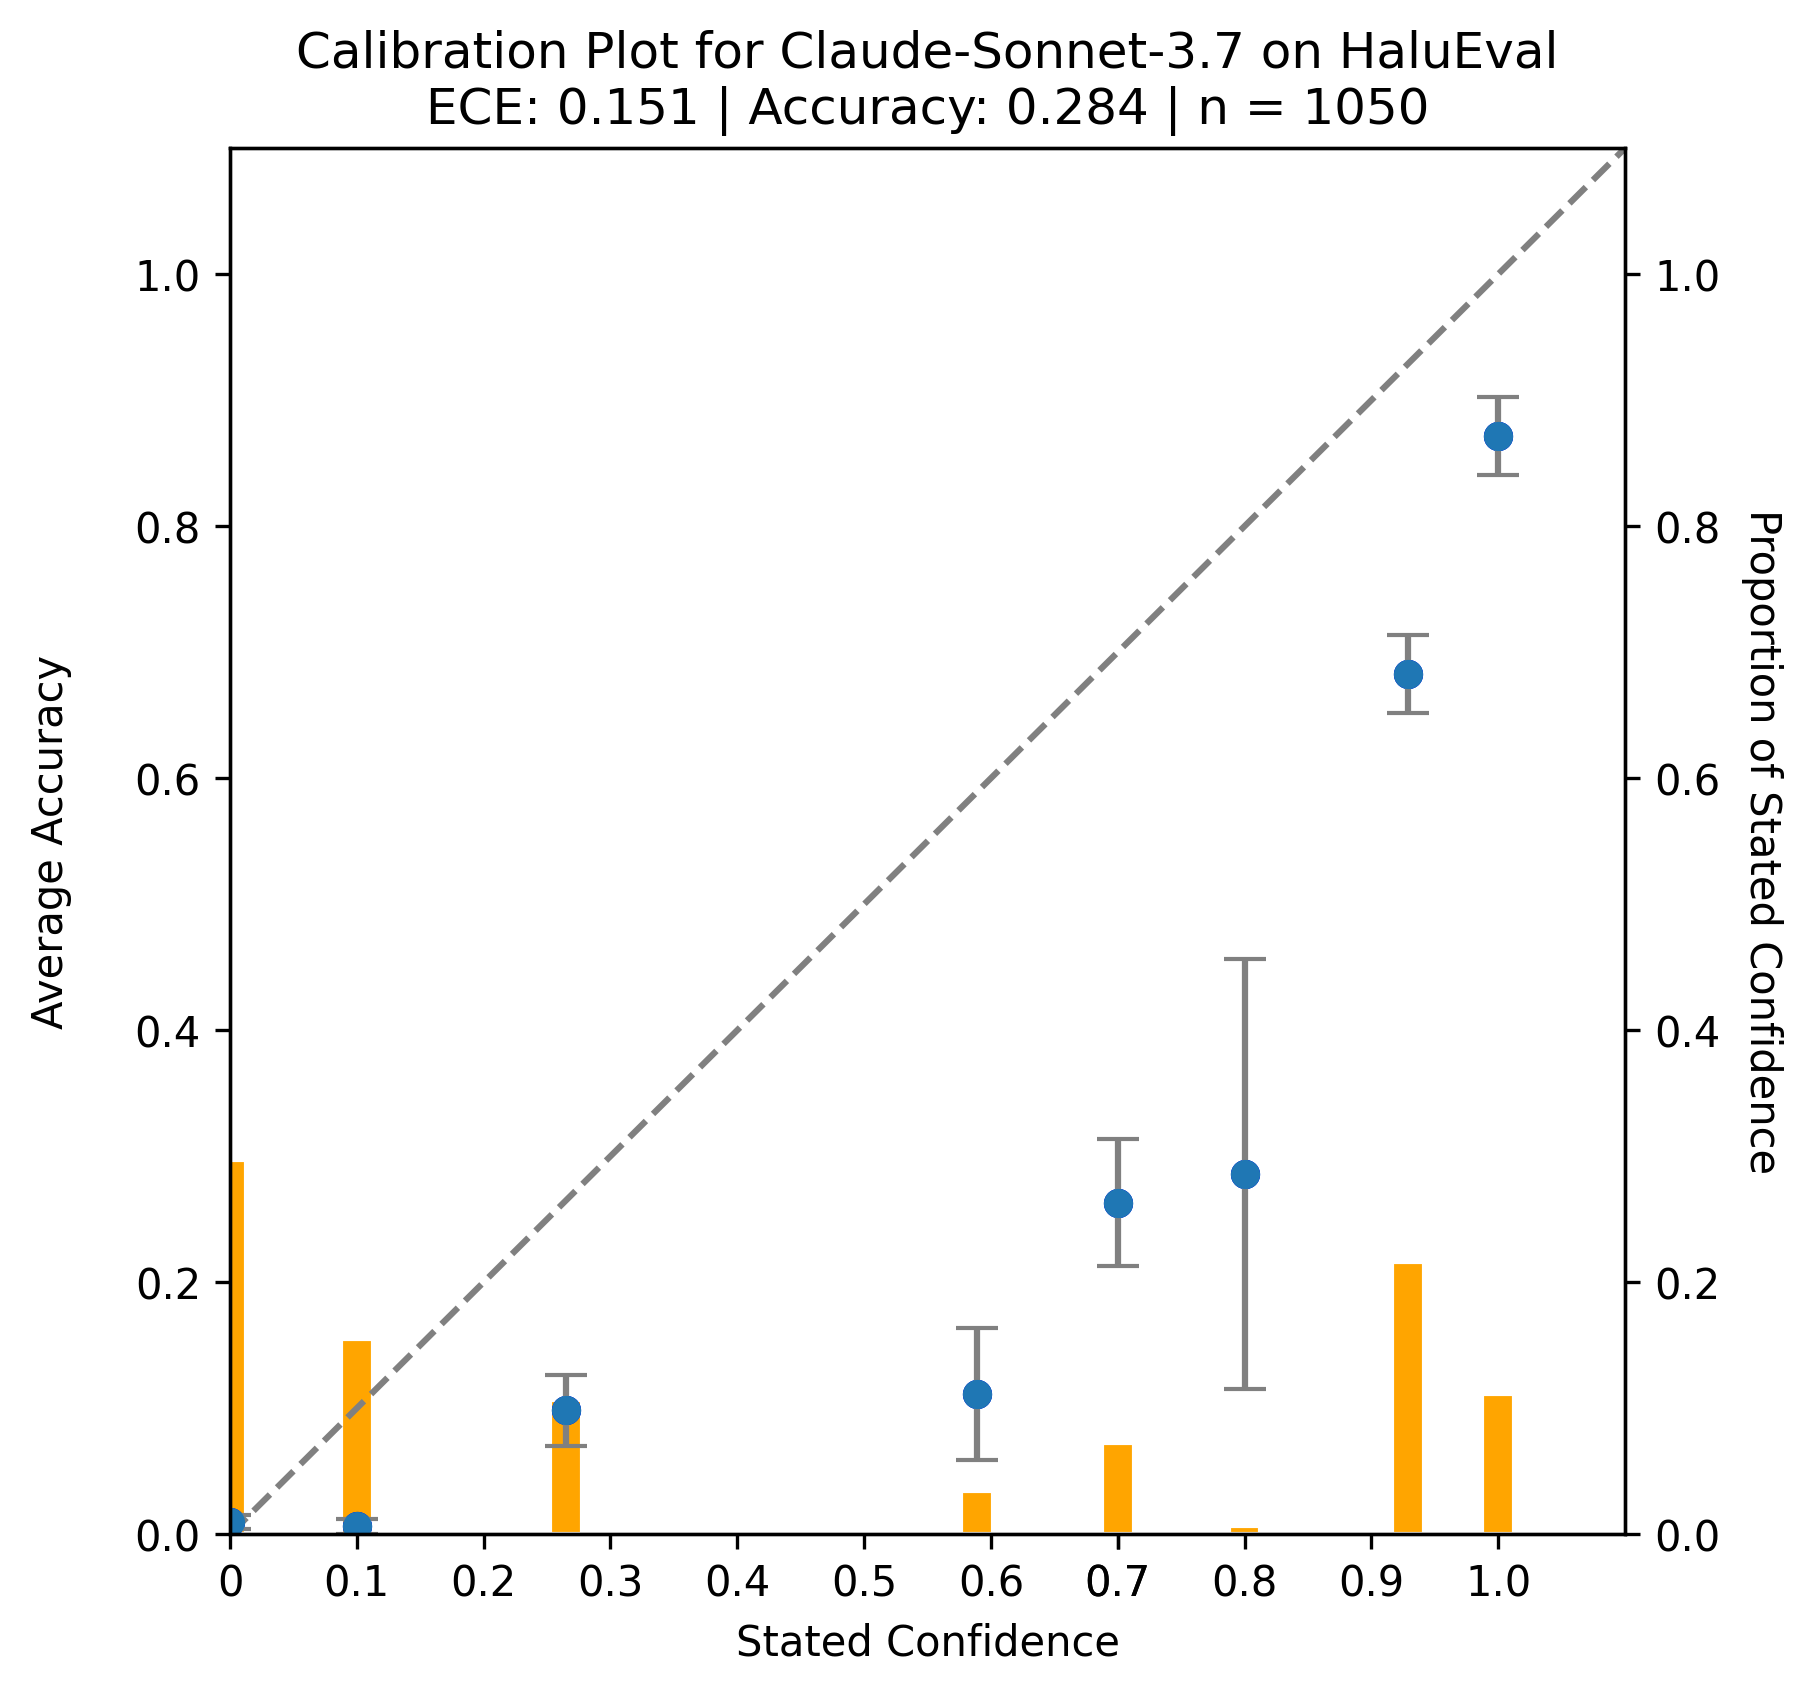 Calibration Plot for Claude-Sonnet-3.7 on HaluEval
ECE: 0.151 | Accuracy: 0.284 | n = 1050
Average Accuracy
1.0
0.8
0.6
0.4
0.2
0.0
1.0
0.8
0.6
0.4
0.2
0.0
Proportion of Stated Confidence
0 0.1 0.2 0.3 0.4 0.5 0.6 0.7 0.8 0.9 1.0
Stated Confidence